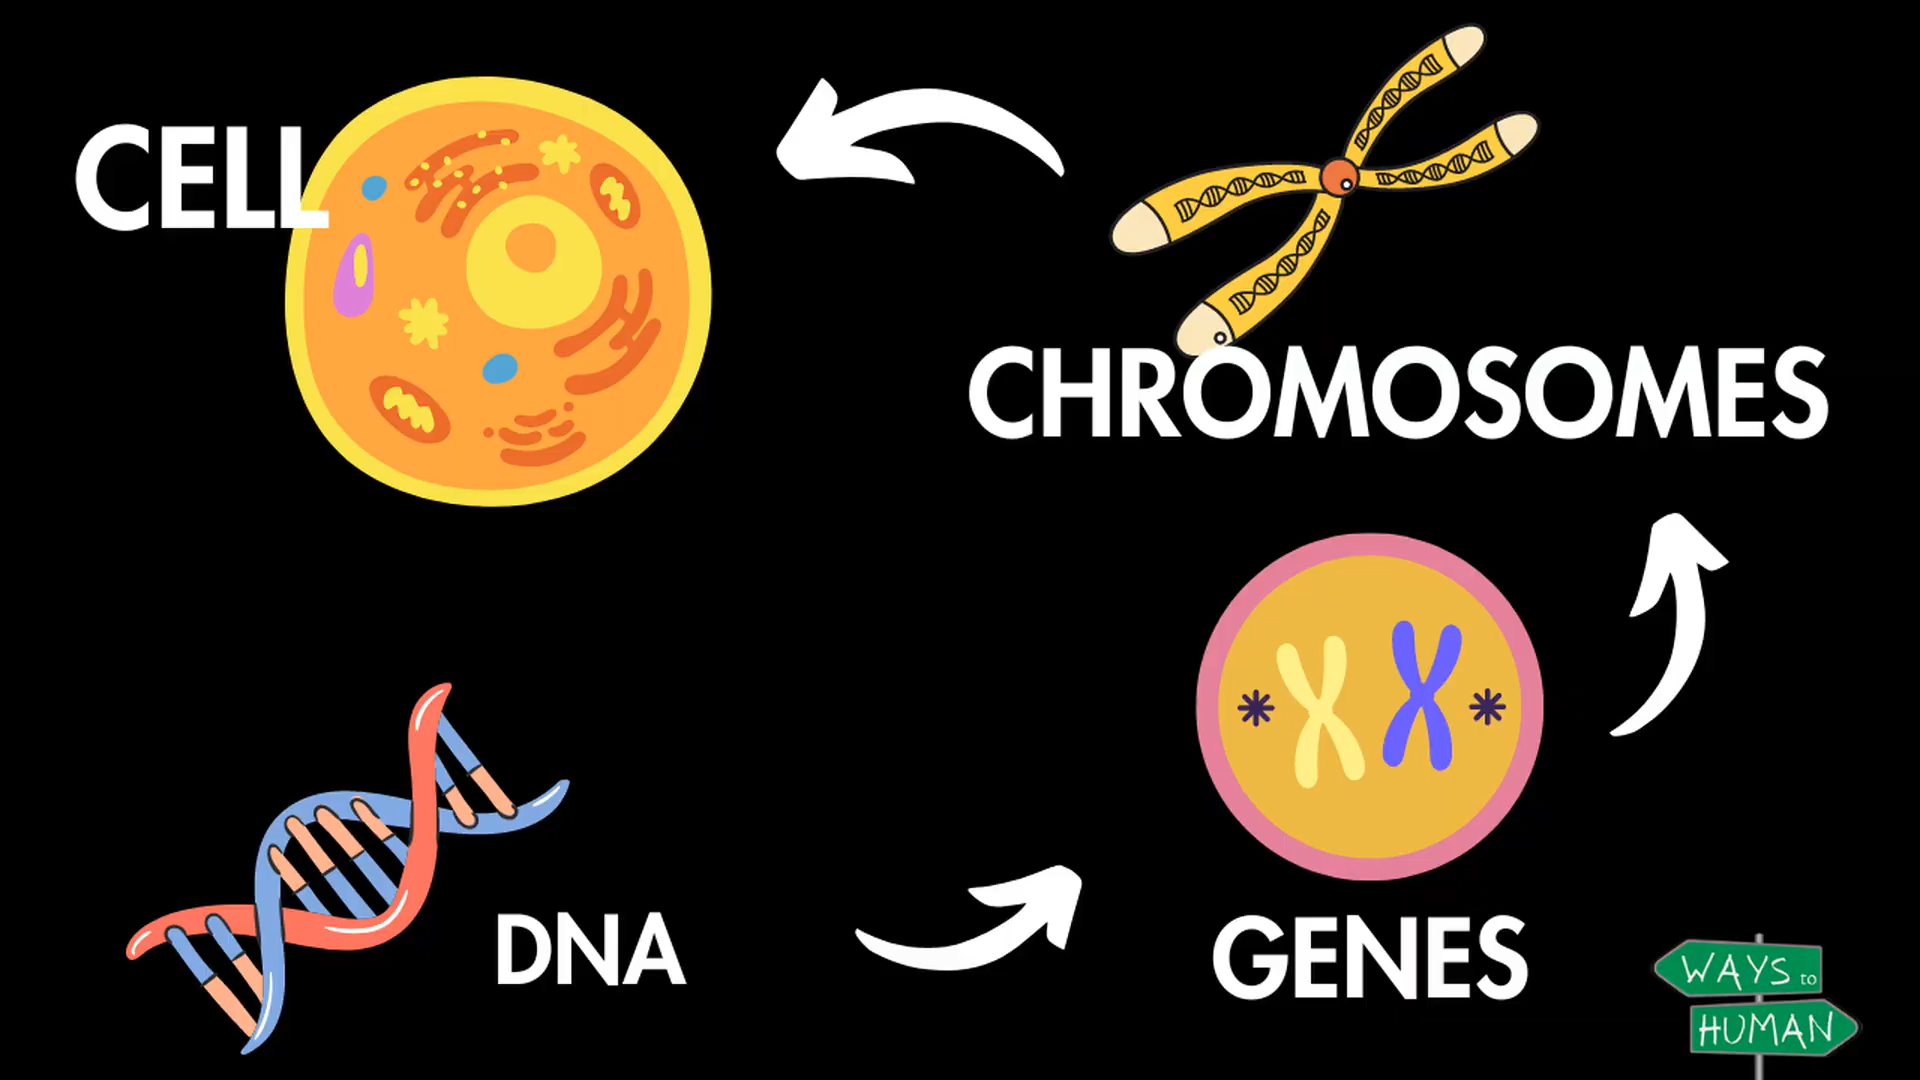 CELL
CHROMOSOMES
DNA
GENES
WAYS to
HUMAN